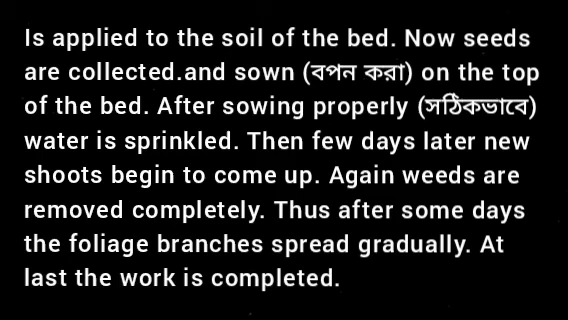 Is applied to the soil of the bed. Now seeds
are collected.and sown (বপন করা) on the top
of the bed. After sowing properly (সঠিকভাবে)
water is sprinkled. Then few days later new
shoots begin to come up. Again weeds are
removed completely. Thus after some days
the foliage branches spread gradually. At
last the work is completed.